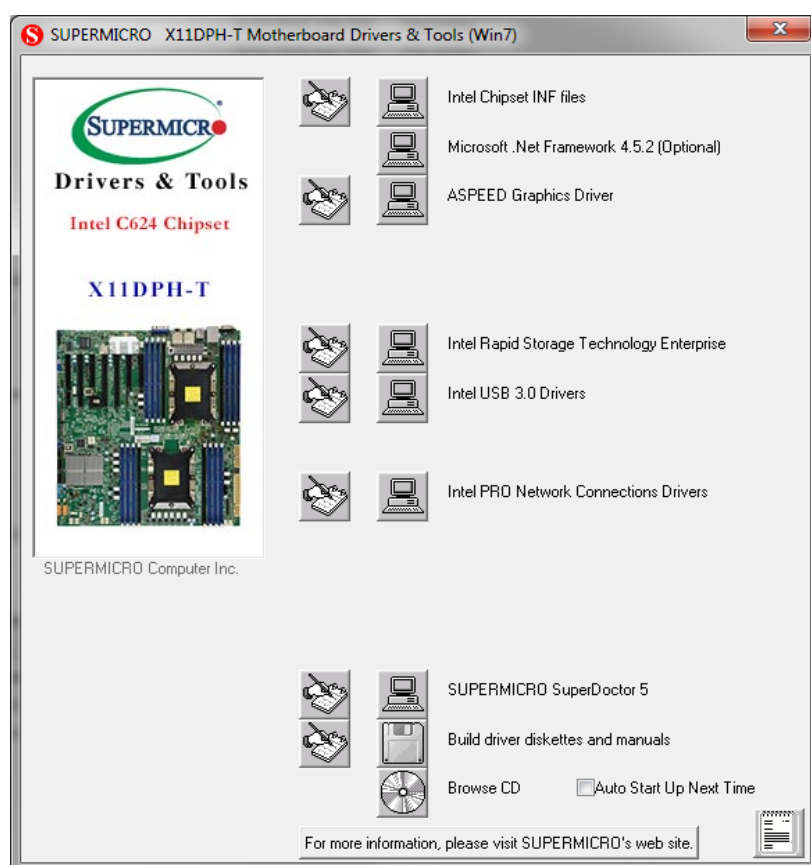 SUPERMICRO   X11DPH-T Motherboard Drivers & Tools (Win7)
SUPERMICRO
Drivers & Tools
Intel C624 Chipset
X11DPH-T
SUPERMICRO Computer Inc.
Intel Chipset INF files
Microsoft .Net Framework 4.5.2 (Optional)
ASPEED Graphics Driver
Intel Rapid Storage Technology Enterprise
Intel USB 3.0 Drivers
Intel PRO Network Connections Drivers
SUPERMICRO SuperDoctor 5
Build driver diskettes and manuals
Browse CD Auto Start Up Next Time
For more information, please visit SUPERMICRO's web site.